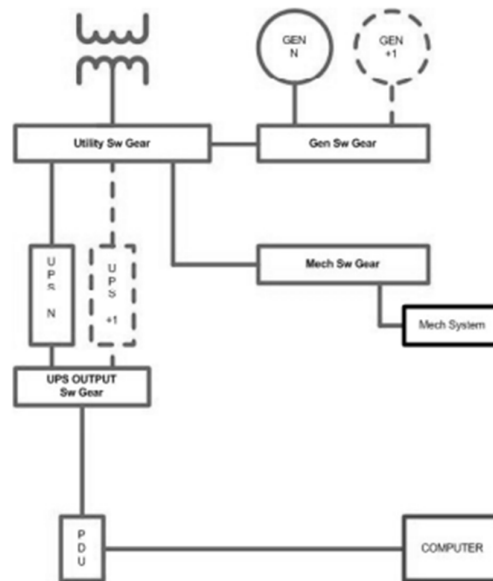 GEN
N
GEN
+1
Utility Sw Gear
Gen Sw Gear
Mech Sw Gear
U
P
S
N
U
P
S
+1
Mech System
UPS OUTPUT
Sw Gear
P
D
U
COMPUTER